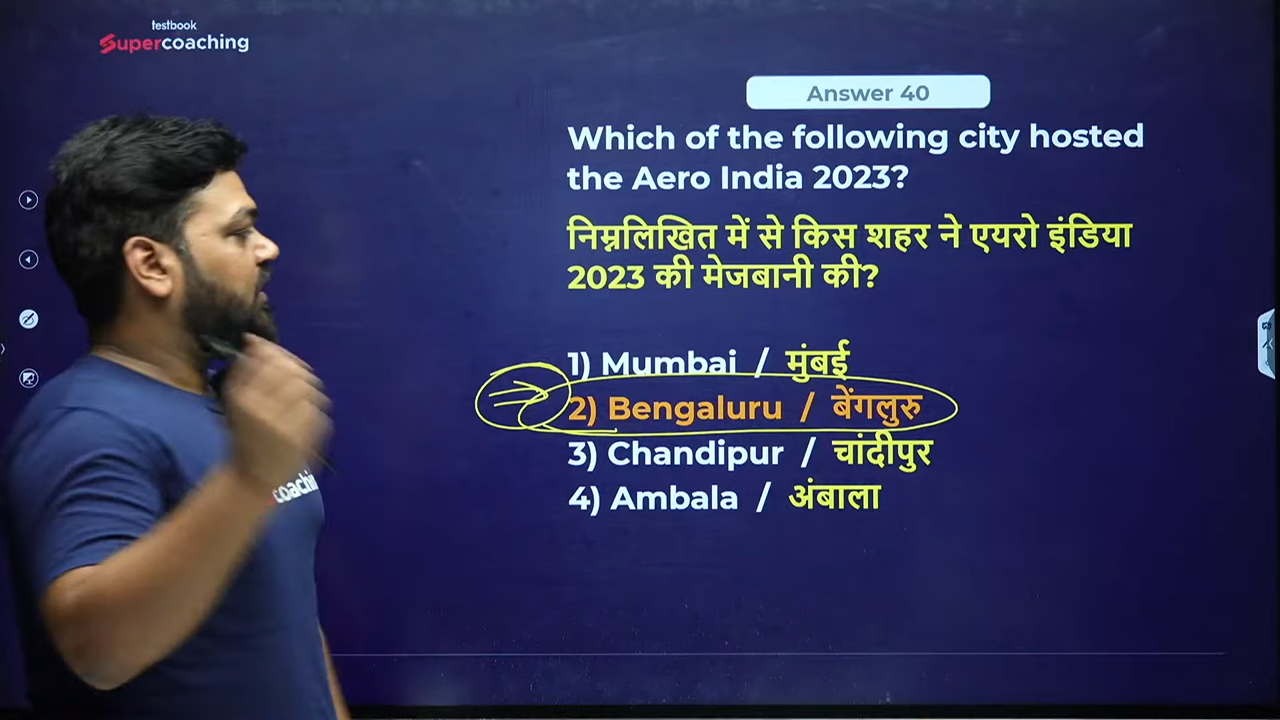 testbook
Supercoaching
Answer 40
Which of the following city hosted
the Aero India 2023?
निम्नलिखित में से किस शहर ने एयरो इंडिया
2023 की मेजबानी की?
1) Mumbai / मुंबई
2) Bengaluru / बेंगलुरु
3) Chandipur / चांदीपुर
4) Ambala / अंबाला
coachin